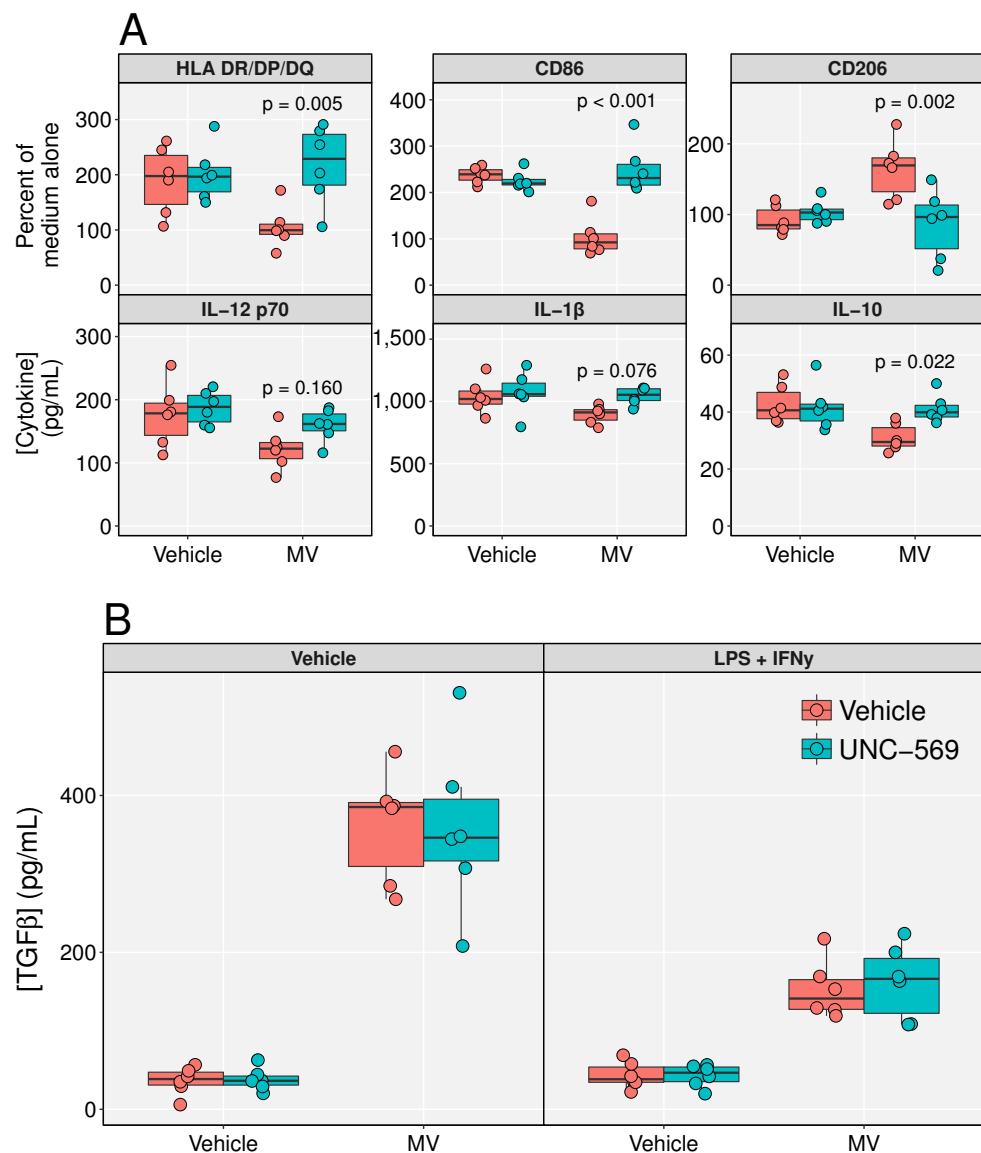 A
HLA DR/DP/DQ
CD86
CD206
Percent of
medium alone
300
200
100
0
p = 0.005
400
300
200
100
0
p < 0.001
200
100
0
p = 0.002
IL−12 p70
IL−1β
IL−10
[Cytokine]
(pg/mL)
300
200
100
0
p = 0.160
1,500
1,000
500
0
p = 0.076
60
40
20
0
p = 0.022
Vehicle
MV
Vehicle
MV
Vehicle
MV
B
Vehicle
LPS + IFNy
[TGFβ] (pg/mL)
400
200
0
Vehicle
UNC−569
Vehicle
MV
Vehicle
MV